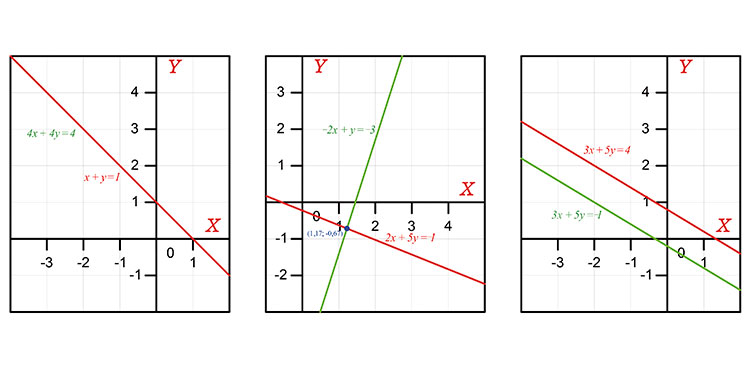 Y
4
4x + 4y = 4
3
2
x + y = 1
1
X
-3 -2 -1 0 1
-1
Y
3
-2x + y = -3
2
1
X
0 1 2 3 4
(1,17; -0,67)
-1
2x + 5y = 1
-2
Y
4
3x + 5y = 4
3
2
3x + 5y = -1
1
X
-3 -2 -1 0 1
-1